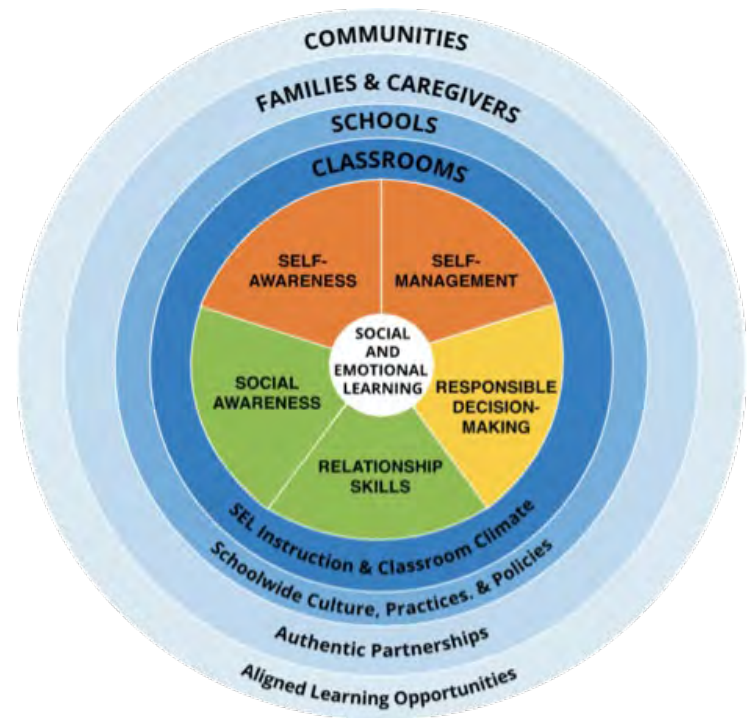 COMMUNITIES
FAMILIES & CAREGIVERS
SCHOOLS
CLASSROOMS
SELF-
AWARENESS
SELF-
MANAGEMENT
SOCIAL
AND
EMOTIONAL
LEARNING
SOCIAL
AWARENESS
RESPONSIBLE
DECISION-
MAKING
RELATIONSHIP
SKILLS
SEL Instruction & Classroom Climate
Schoolwide Culture, Practices, & Policies
Authentic Partnerships
Aligned Learning Opportunities